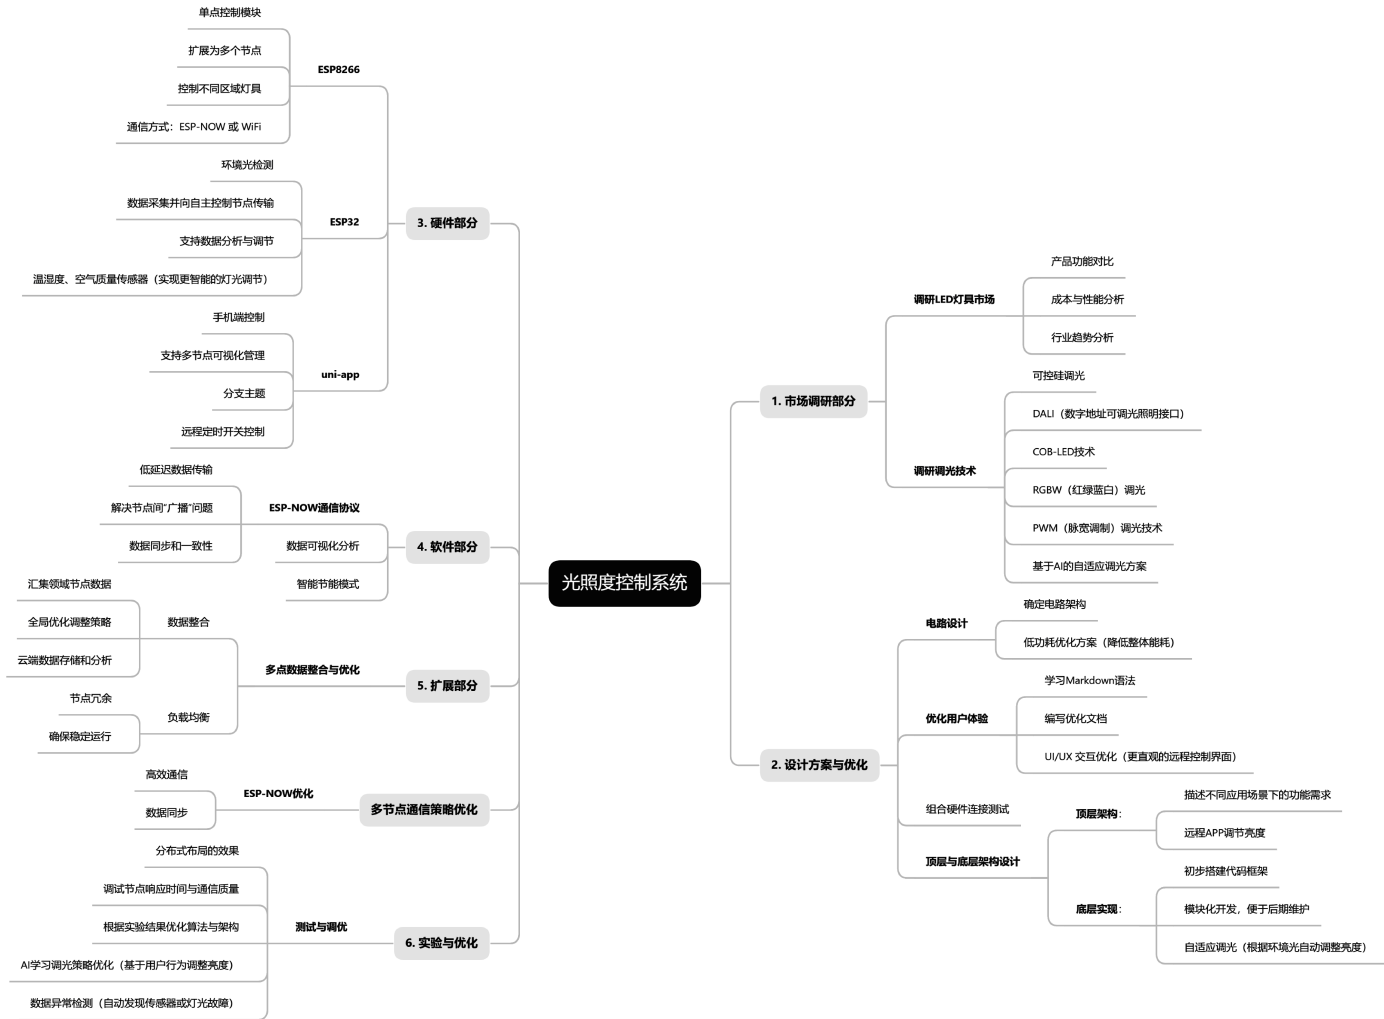 光照度控制系统
1. 市场调研部分
调研LED灯具市场
产品功能对比
成本与性能分析
行业趋势分析
调研调光技术
可控硅调光
DALI（数字地址可调光照明接口）
COB-LED技术
RGBW（红绿蓝白）调光
PWM（脉宽调制）调光技术
基于AI的自适应调光方案
2. 设计方案与优化
电路设计
确定电路架构
低功耗优化方案（降低整体能耗）
优化用户体验
学习Markdown语法
编写优化文档
UI/UX 交互优化（更直观的远程控制界面）
组合硬件连接测试
顶层与底层架构设计
顶层架构：
描述不同应用场景下的功能需求
远程APP调节亮度
底层实现：
初步搭建代码框架
模块化开发，便于后期维护
自适应调光（根据环境光自动调整亮度）
3. 硬件部分
ESP8266
单点控制模块
扩展为多个节点
控制不同区域灯具
通信方式：ESP-NOW 或 WiFi
ESP32
环境光检测
数据采集并向自主控制节点传输
支持数据分析与调节
温湿度、空气质量传感器（实现更智能的灯光调节）
uni-app
手机端控制
支持多节点可视化管理
分支主题
远程定时开关控制
4. 软件部分
ESP-NOW通信协议
低延迟数据传输
解决节点间“广播”问题
数据同步和一致性
数据可视化分析
智能节能模式
5. 扩展部分
多点数据整合与优化
数据整合
汇集领域节点数据
全局优化调整策略
云端数据存储和分析
负载均衡
节点冗余
确保稳定运行
多节点通信策略优化
ESP-NOW优化
高效通信
数据同步
6. 实验与优化
测试与调优
分布式布局的效果
调试节点响应时间与通信质量
根据实验结果优化算法与架构
AI学习调光策略优化（基于用户行为调整亮度）
数据异常检测（自动发现传感器或灯光故障）